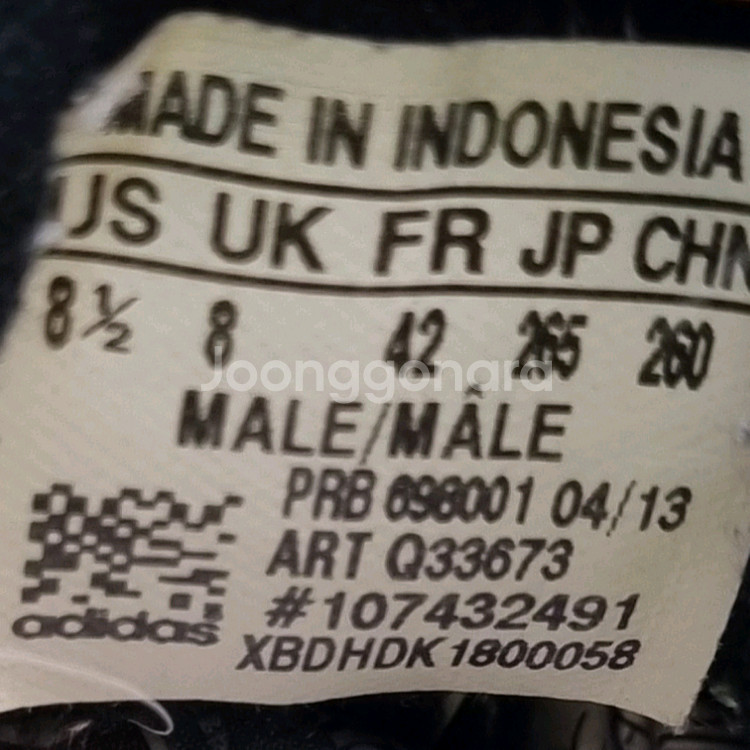 MADE IN INDONESIA
US UK FR JP CHN
8½ 8 42 265 260
Joonggonara
MALE/MÂLE
PRB 698001 04/13
ART Q33673
#107432491
adidas
XBDHDK1800058